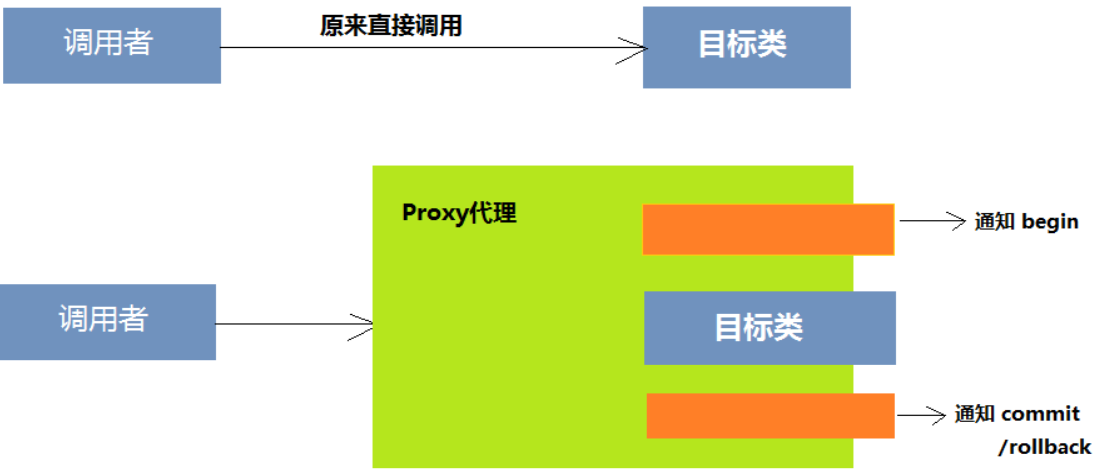 调用者
原来直接调用
目标类
Proxy代理
通知 begin
调用者
目标类
通知 commit
/rollback